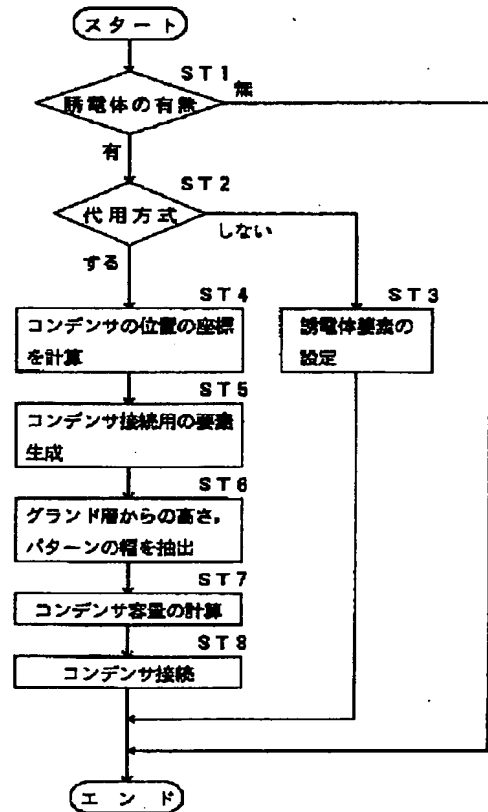 スタート
ST1
誘電体の有無
無
有
ST2
代用方式
しない
する
ST4
コンデンサの位置の座標
を計算
ST3
誘電体要素の
設定
ST5
コンデンサ接続用の要素
生成
ST6
グランド層からの高さ,
パターンの幅を抽出
ST7
コンデンサ容量の計算
ST8
コンデンサ接続
エンド